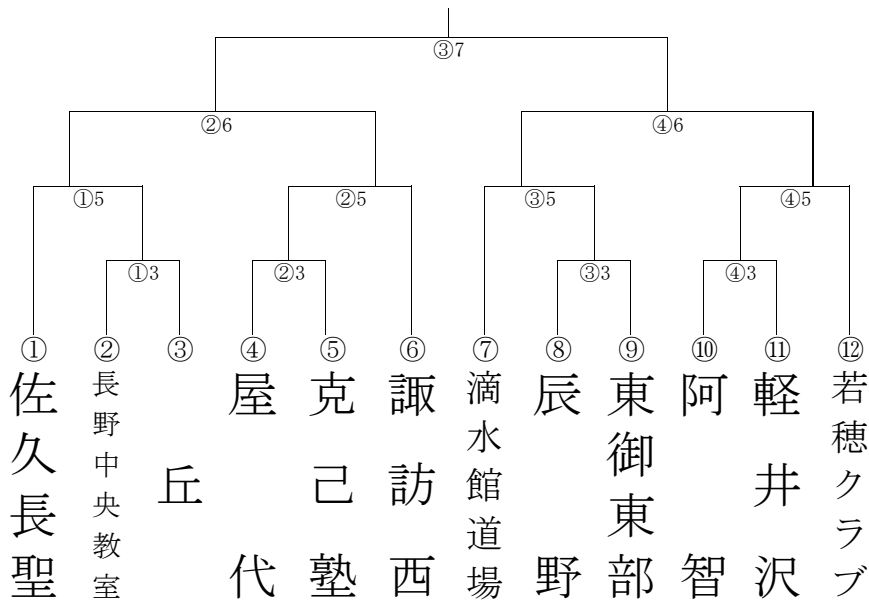 ③7
②6
④6
①5
②5
③5
④5
①3
②3
③3
④3
①
②
③
④
⑤
⑥
⑦
⑧
⑨
⑩
⑪
⑫
佐久長聖
長野中央教室
丘
屋代
克己塾
諏訪西
滴水館道場
辰野
東御東部
阿智
軽井沢
若穂クラブ